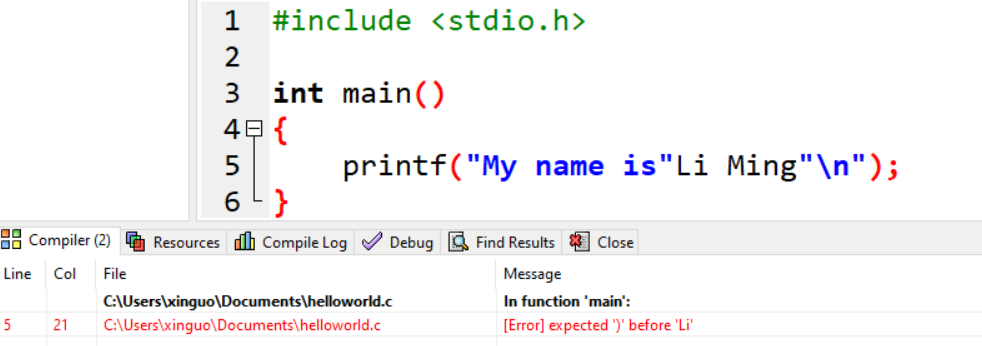 1 #include <stdio.h>
2
3 int main()
4 {
5 printf("My name is"Li Ming"\n");
6 }
Compiler (2) Resources Compile Log Debug Find Results Close
Line Col File Message
C:\Users\xinguo\Documents\helloworld.c In function 'main':
5 21 C:\Users\xinguo\Documents\helloworld.c [Error] expected ')' before 'Li'